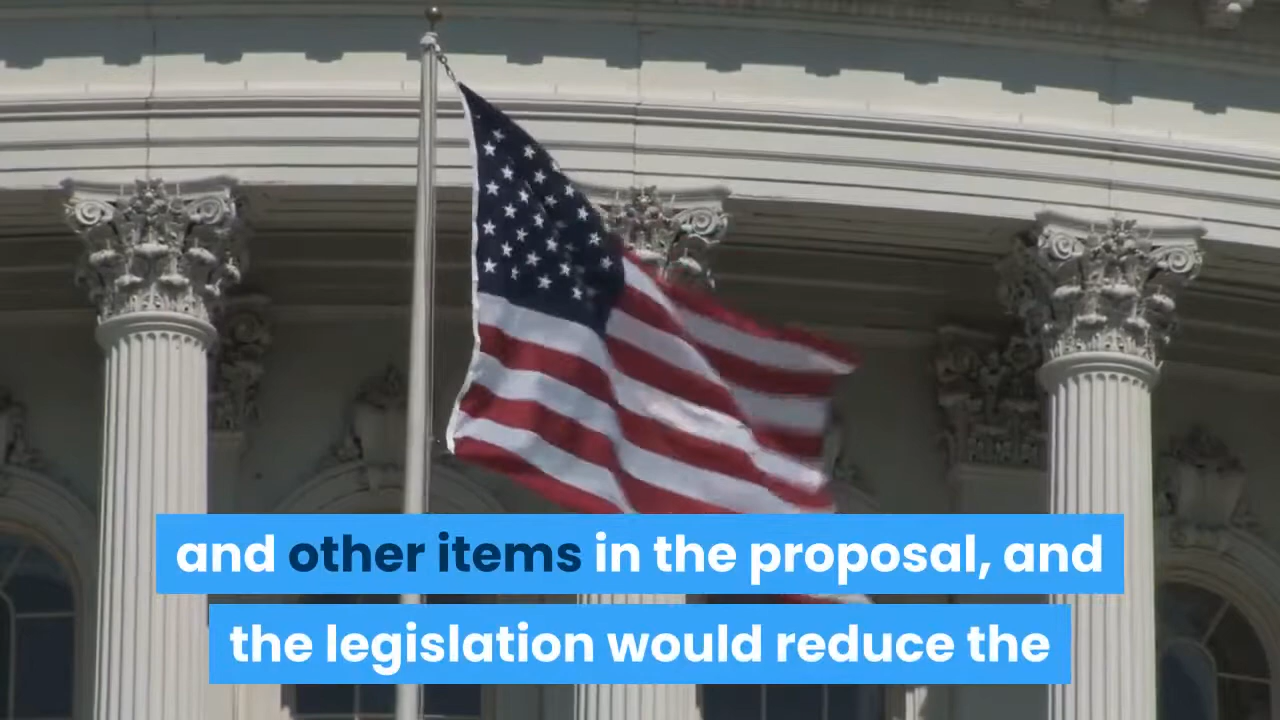 and other items in the proposal, and
the legislation would reduce the